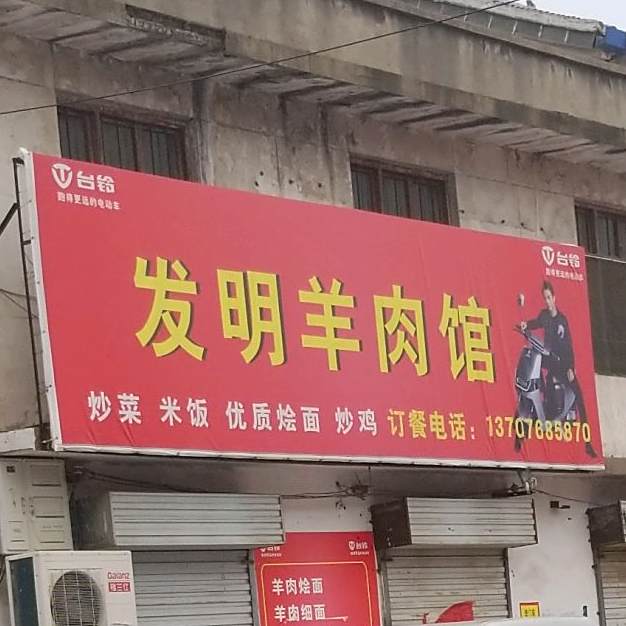 台铃
跑得更远的电动车
台铃
跑得更远的电动车
发明羊肉馆
炒菜 米饭 优质烩面 炒鸡 订餐电话：13707685870
Galanz
台铃
台铃
羊肉烩面
羊肉细面